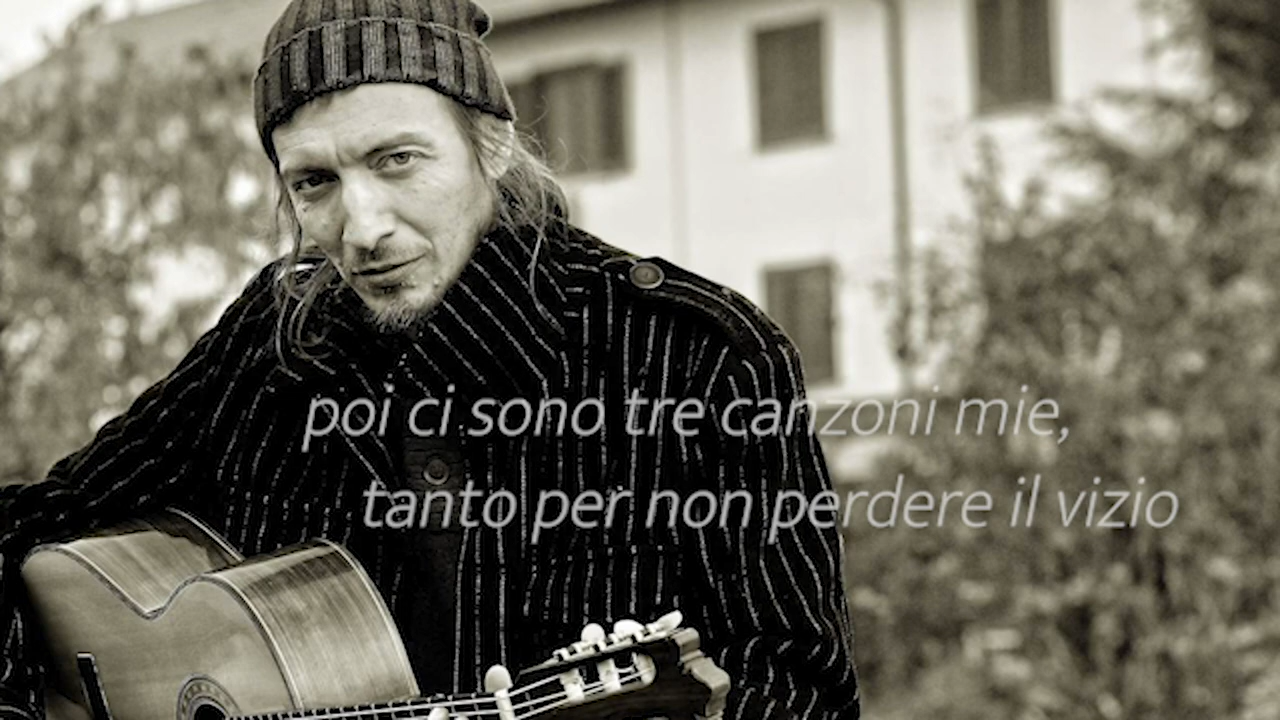 poi ci sono tre canzoni mie,
tanto per non perdere il vizio